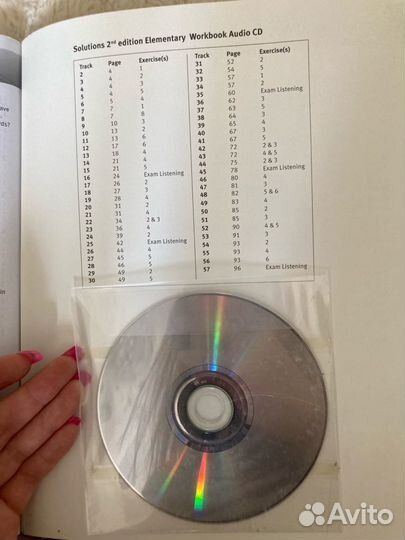 Solutions 2nd edition Elementary Workbook Audio CD
Track Page Exercise(s)
2 4 1
3 4 2
4 4 3
5 4 5
6 5 4
7 7 1
8 7 8
9 10 3
10 13 2
11 13 6
12 17 6
13 18 4
14 21 4
15 21 5
16 24 Exam Listening
17 26 2
18 27 3
19 28 4
20 31 2
21 31 4
22 34 2 & 3
23 36 4
24 39 2
25 42 Exam Listening
26 44 4
27 45 5
28 46 5
29 49 2
30 49 5
Track Page Exercise(s)
31 52 2
32 54 5
33 57 1
34 57 2
35 60 Exam Listening
36 62 3
37 63 5
38 64 3
39 65 4
40 67 3
41 67 5
42 72 2 & 3
43 72 4 & 5
44 75 2 & 3
45 78 Exam Listening
46 80 4
47 81 3
48 82 5 & 6
49 83 4
50 85 2
51 85 3
52 90 4 & 5
53 91 3
54 93 2
55 93 4
56 94 6
57 96 Exam Listening
in
Avito